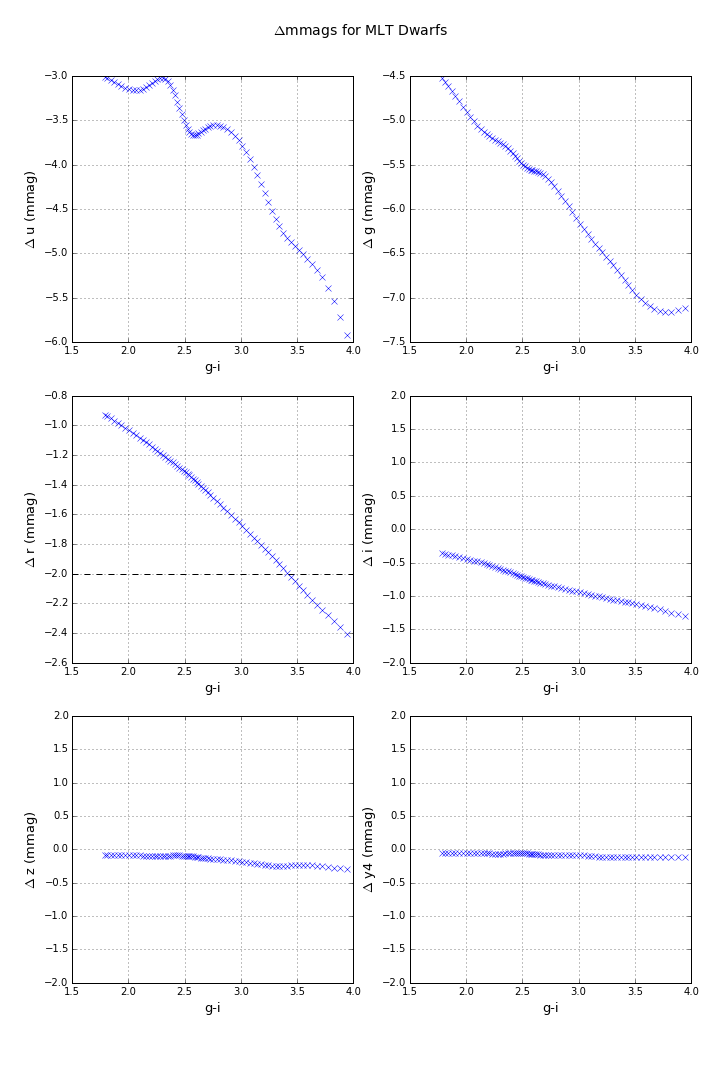 Δmmags for MLT Dwarfs
−3.0
−3.5
−4.0
−4.5
−5.0
−5.5
−6.0
1.5 2.0 2.5 3.0 3.5 4.0
g-i
Δ u (mmag)
−4.5
−5.0
−5.5
−6.0
−6.5
−7.0
−7.5
1.5 2.0 2.5 3.0 3.5 4.0
g-i
Δ g (mmag)
−0.8
−1.0
−1.2
−1.4
−1.6
−1.8
−2.0
−2.2
−2.4
−2.6
1.5 2.0 2.5 3.0 3.5 4.0
g-i
Δ r (mmag)
2.0
1.5
1.0
0.5
0.0
−0.5
−1.0
−1.5
−2.0
1.5 2.0 2.5 3.0 3.5 4.0
g-i
Δ i (mmag)
2.0
1.5
1.0
0.5
0.0
−0.5
−1.0
−1.5
−2.0
1.5 2.0 2.5 3.0 3.5 4.0
g-i
Δ z (mmag)
2.0
1.5
1.0
0.5
0.0
−0.5
−1.0
−1.5
−2.0
1.5 2.0 2.5 3.0 3.5 4.0
g-i
Δ y4 (mmag)